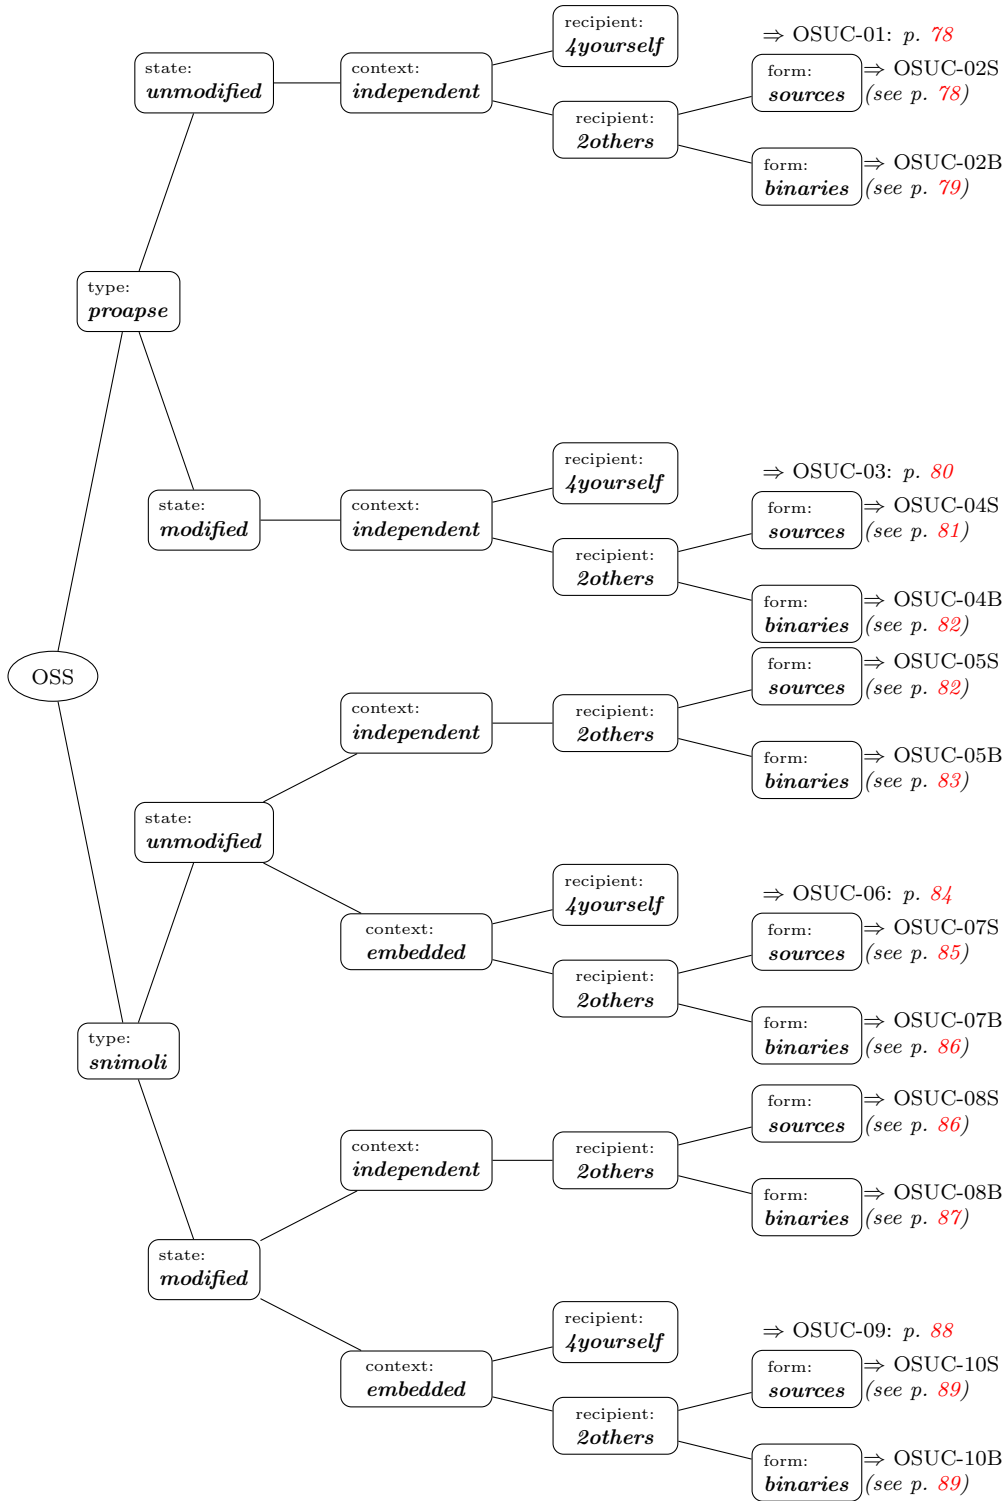 recipient:
4yourself
⇒ OSUC-01: p. 78
state:
unmodified
context:
independent
form:
sources
⇒ OSUC-02S
(see p. 78)
recipient:
2others
form:
binaries
⇒ OSUC-02B
(see p. 79)
type:
proapse
recipient:
4yourself
⇒ OSUC-03: p. 80
state:
modified
context:
independent
form:
sources
⇒ OSUC-04S
(see p. 81)
recipient:
2others
form:
binaries
⇒ OSUC-04B
(see p. 82)
OSS
form:
sources
⇒ OSUC-05S
(see p. 82)
context:
independent
recipient:
2others
form:
binaries
⇒ OSUC-05B
(see p. 83)
state:
unmodified
recipient:
4yourself
⇒ OSUC-06: p. 84
context:
embedded
form:
sources
⇒ OSUC-07S
(see p. 85)
recipient:
2others
form:
binaries
⇒ OSUC-07B
(see p. 86)
type:
snimoli
form:
sources
⇒ OSUC-08S
(see p. 86)
context:
independent
recipient:
2others
form:
binaries
⇒ OSUC-08B
(see p. 87)
state:
modified
recipient:
4yourself
⇒ OSUC-09: p. 88
context:
embedded
form:
sources
⇒ OSUC-10S
(see p. 89)
recipient:
2others
form:
binaries
⇒ OSUC-10B
(see p. 89)